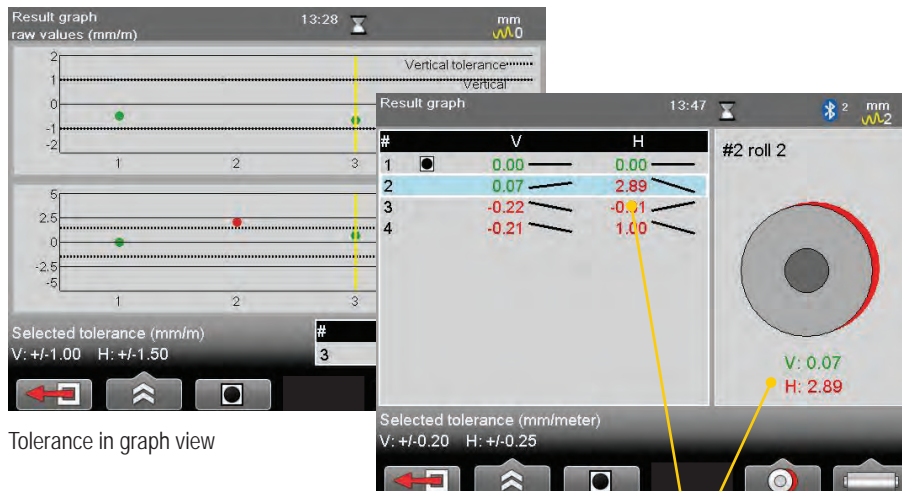 Result graph
raw values (mm/m)
13:28
mm
0
2
1
0
-1
-2
Vertical tolerance
Vertical
1 2 3
5
2.5
0
-2.5
-5
1 2 3
Selected tolerance (mm/m)
V: +/-1.00 H: +/-1.50
#
3
Tolerance in graph view
Result graph
13:47
2
mm
2
# V H
1 0.00 0.00
2 0.07 2.89
3 -0.22
4 -0.21 1.00
#2 roll 2
V: 0.07
H: 2.89
Selected tolerance (mm/meter)
V: +/-0.20 H: +/-0.25